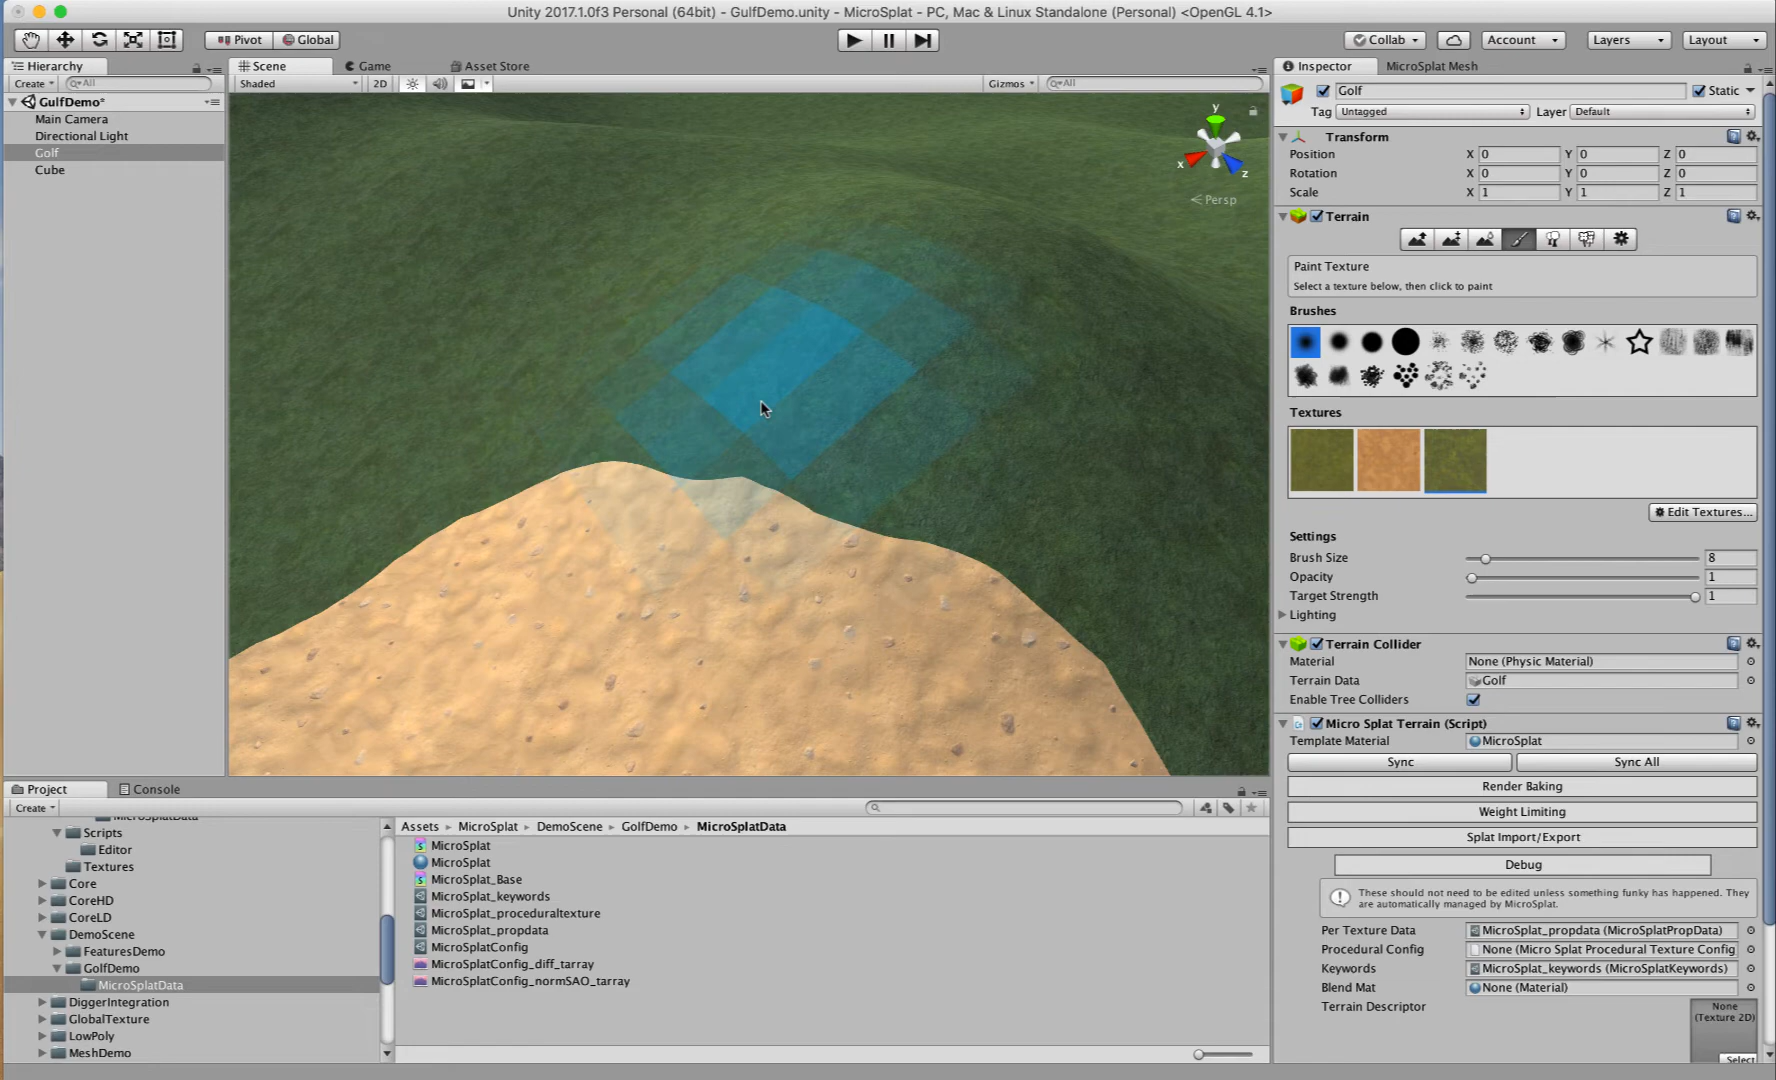 Unity 2017.1.0f3 Personal (64bit) - GulfDemo.unity - MicroSplat - PC, Mac & Linux Standalone (Personal) <OpenGL 4.1>
Pivot Global
Collab Account Layers Layout
Hierarchy
Create All
GulfDemo*
Main Camera
Directional Light
Golf
Cube
Scene Game Asset Store
Shaded 2D Gizmos All
y
x
z
Persp
Inspector MicroSplat Mesh
Golf Static
Tag Untagged Layer Default
Transform
Position X 0 Y 0 Z 0
Rotation X 0 Y 0 Z 0
Scale X 1 Y 1 Z 1
Terrain
Paint Texture
Select a texture below, then click to paint
Brushes
Textures
Edit Textures...
Settings
Brush Size 8
Opacity 1
Target Strength 1
Lighting
Terrain Collider
Material None (Physic Material)
Terrain Data Golf
Enable Tree Colliders
Micro Splat Terrain (Script)
Template Material MicroSplat
Sync Sync All
Render Baking
Weight Limiting
Splat Import/Export
Debug
These should not need to be edited unless something funky has happened. They
are automatically managed by MicroSplat.
Per Texture Data MicroSplat_propdata (MicroSplatPropData)
Procedural Config None (Micro Splat Procedural Texture Config
Keywords MicroSplat_keywords (MicroSplatKeywords)
Blend Mat None (Material)
Terrain Descriptor
None
(Texture 2D)
Select
Project Console
Create
MicroSplatData
Scripts
Editor
Textures
Core
CoreHD
CoreLD
DemoScene
FeaturesDemo
GolfDemo
MicroSplatData
DiggerIntegration
GlobalTexture
LowPoly
MeshDemo
Assets MicroSplat DemoScene GolfDemo MicroSplatData
MicroSplat
MicroSplat
MicroSplat_Base
MicroSplat_keywords
MicroSplat_proceduraltexture
MicroSplat_propdata
MicroSplatConfig
MicroSplatConfig_diff_tarray
MicroSplatConfig_normSAO_tarray